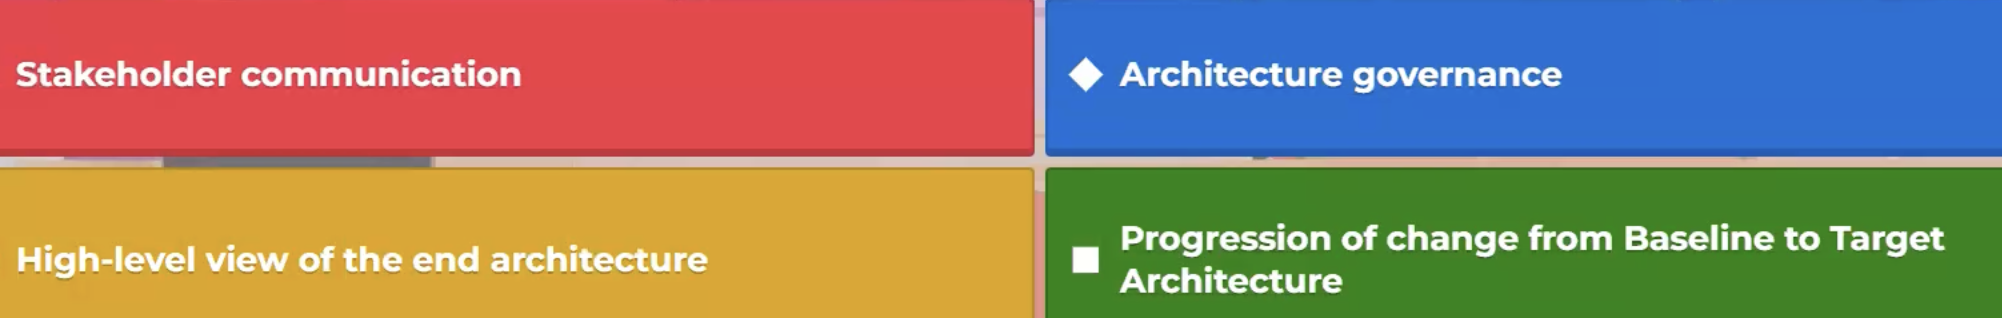 Stakeholder communication
Architecture governance
High-level view of the end architecture
Progression of change from Baseline to Target
Architecture